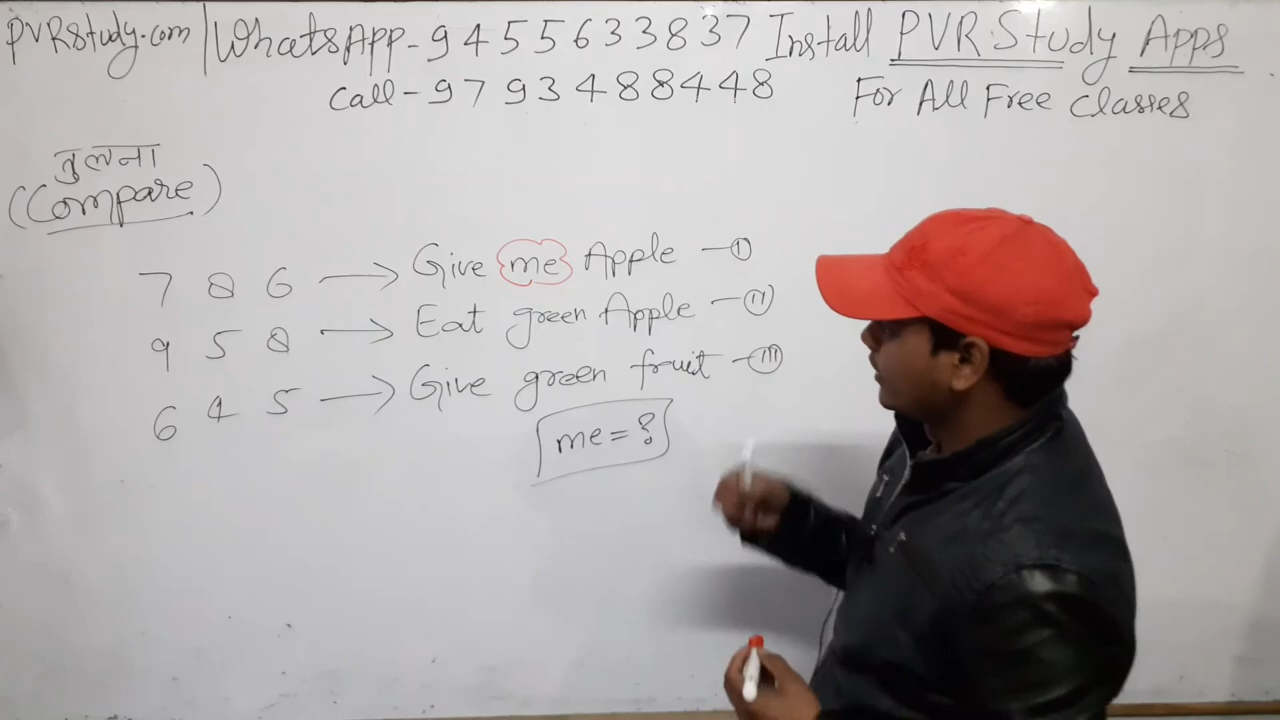 PVRStudy.com | WhatsApp - 9455633837 Install PVR Study Apps
Call - 9793488448 For All Free Classes
तुलना
(Compare)
7 8 6 → Give me Apple - (I)
9 5 8 → Eat green Apple - (II)
6 4 5 → Give green fruit - (III)
me = ?